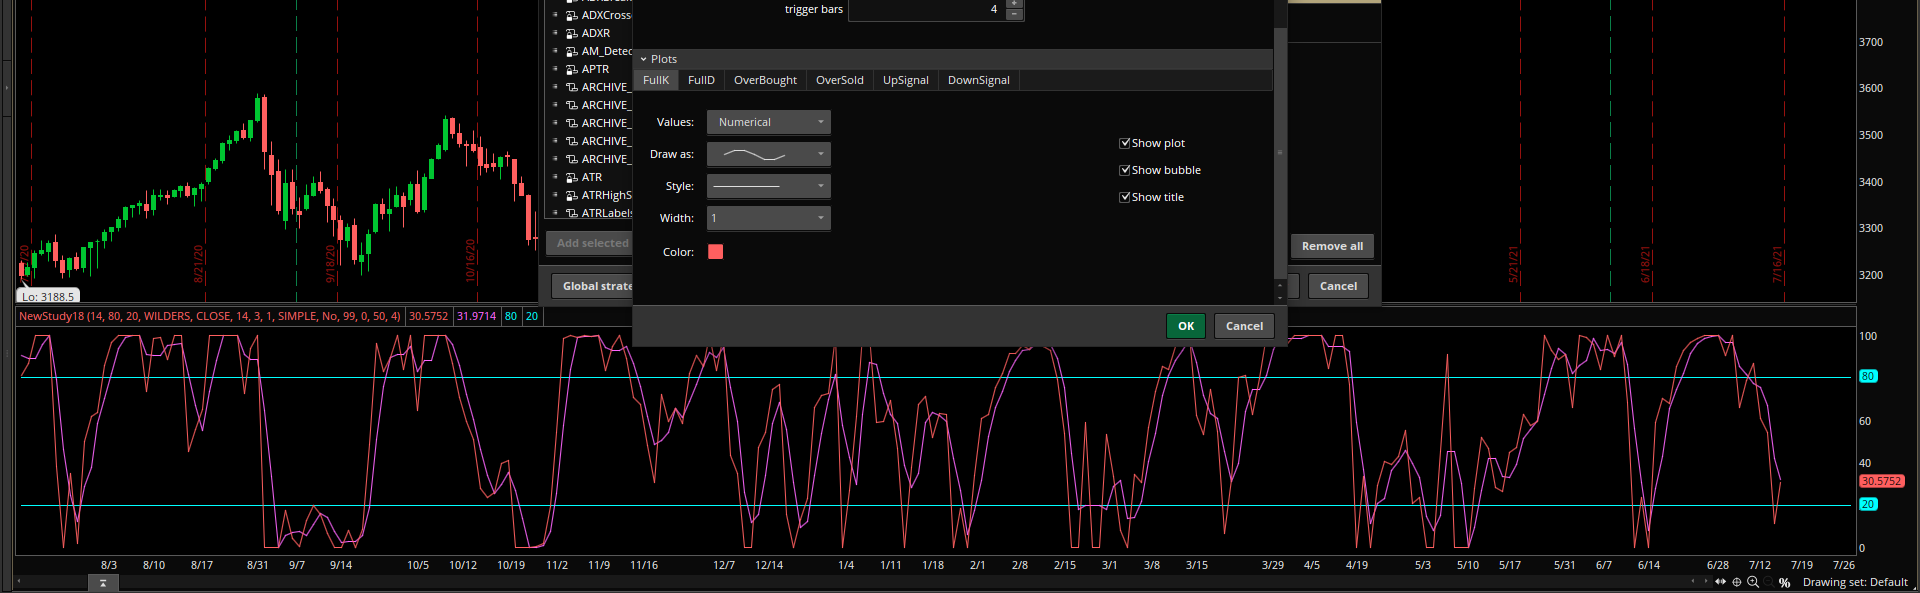 trigger bars 4
Plots
FullK FullD OverBought OverSold UpSignal DownSignal
Values: Numerical
Draw as:
Style:
Width: 1
Color:
Show plot
Show bubble
Show title
OK Cancel
ADXCross
ADXR
AM_Detec
APTR
ARCHIVE_
ARCHIVE_
ARCHIVE_
ARCHIVE_
ARCHIVE_
ATR
ATRHighS
ATRLabels
Add selected
Global strate
Remove all
Cancel
3700
3600
3500
3400
3300
3200
8/21/20
9/18/20
10/16/20
5/21/21
6/18/21
7/16/21
Lo: 3188.5
NewStudy18 (14, 80, 20, WILDERS, CLOSE, 14, 3, 1, SIMPLE, No, 99, 0, 50, 4) 30.5752 31.9714 80 20
100
80
60
40
30.5752
20
0
8/3 8/10 8/17 8/31 9/7 9/14 10/5 10/12 10/19 11/2 11/9 11/16 12/7 12/14 1/4 1/11 1/18 2/1 2/8 2/15 3/1 3/8 3/15 3/29 4/5 4/19 5/3 5/10 5/17 5/31 6/7 6/14 6/28 7/12 7/19 7/26
% Drawing set: Default